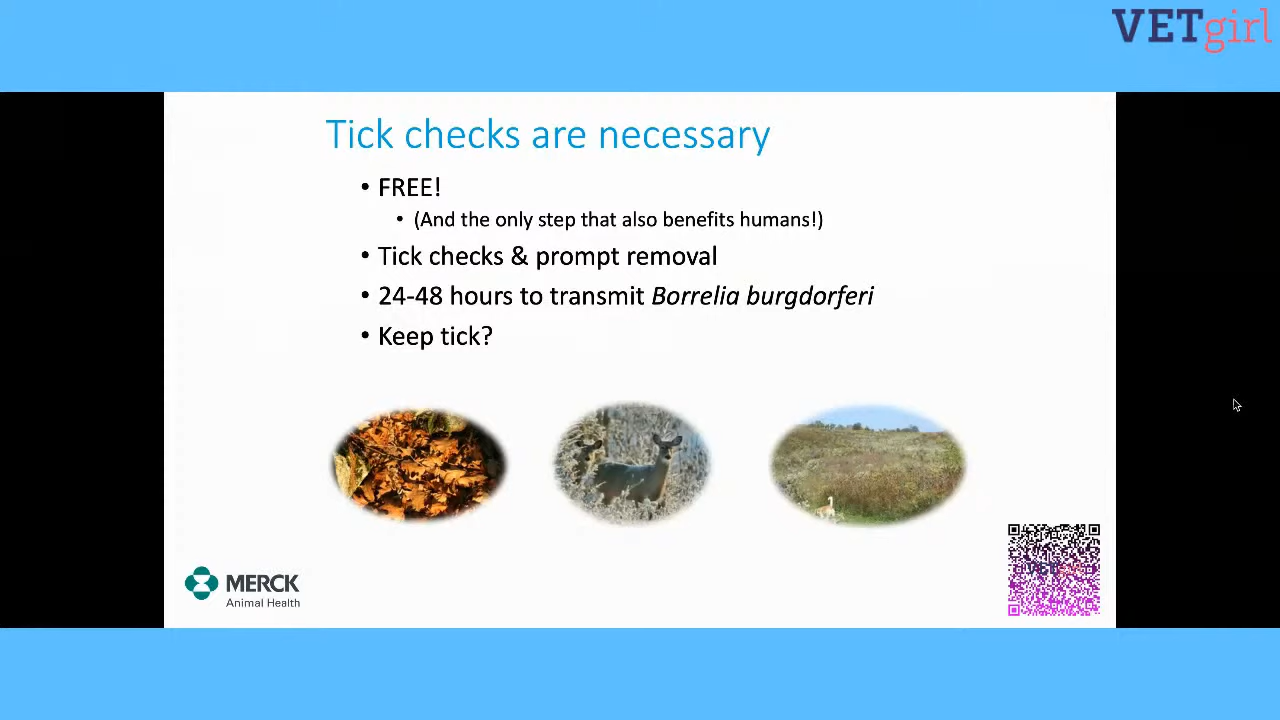 VETgirl
Tick checks are necessary
• FREE!
• (And the only step that also benefits humans!)
• Tick checks & prompt removal
• 24-48 hours to transmit Borrelia burgdorferi
• Keep tick?
MERCK
Animal Health
VETgirl